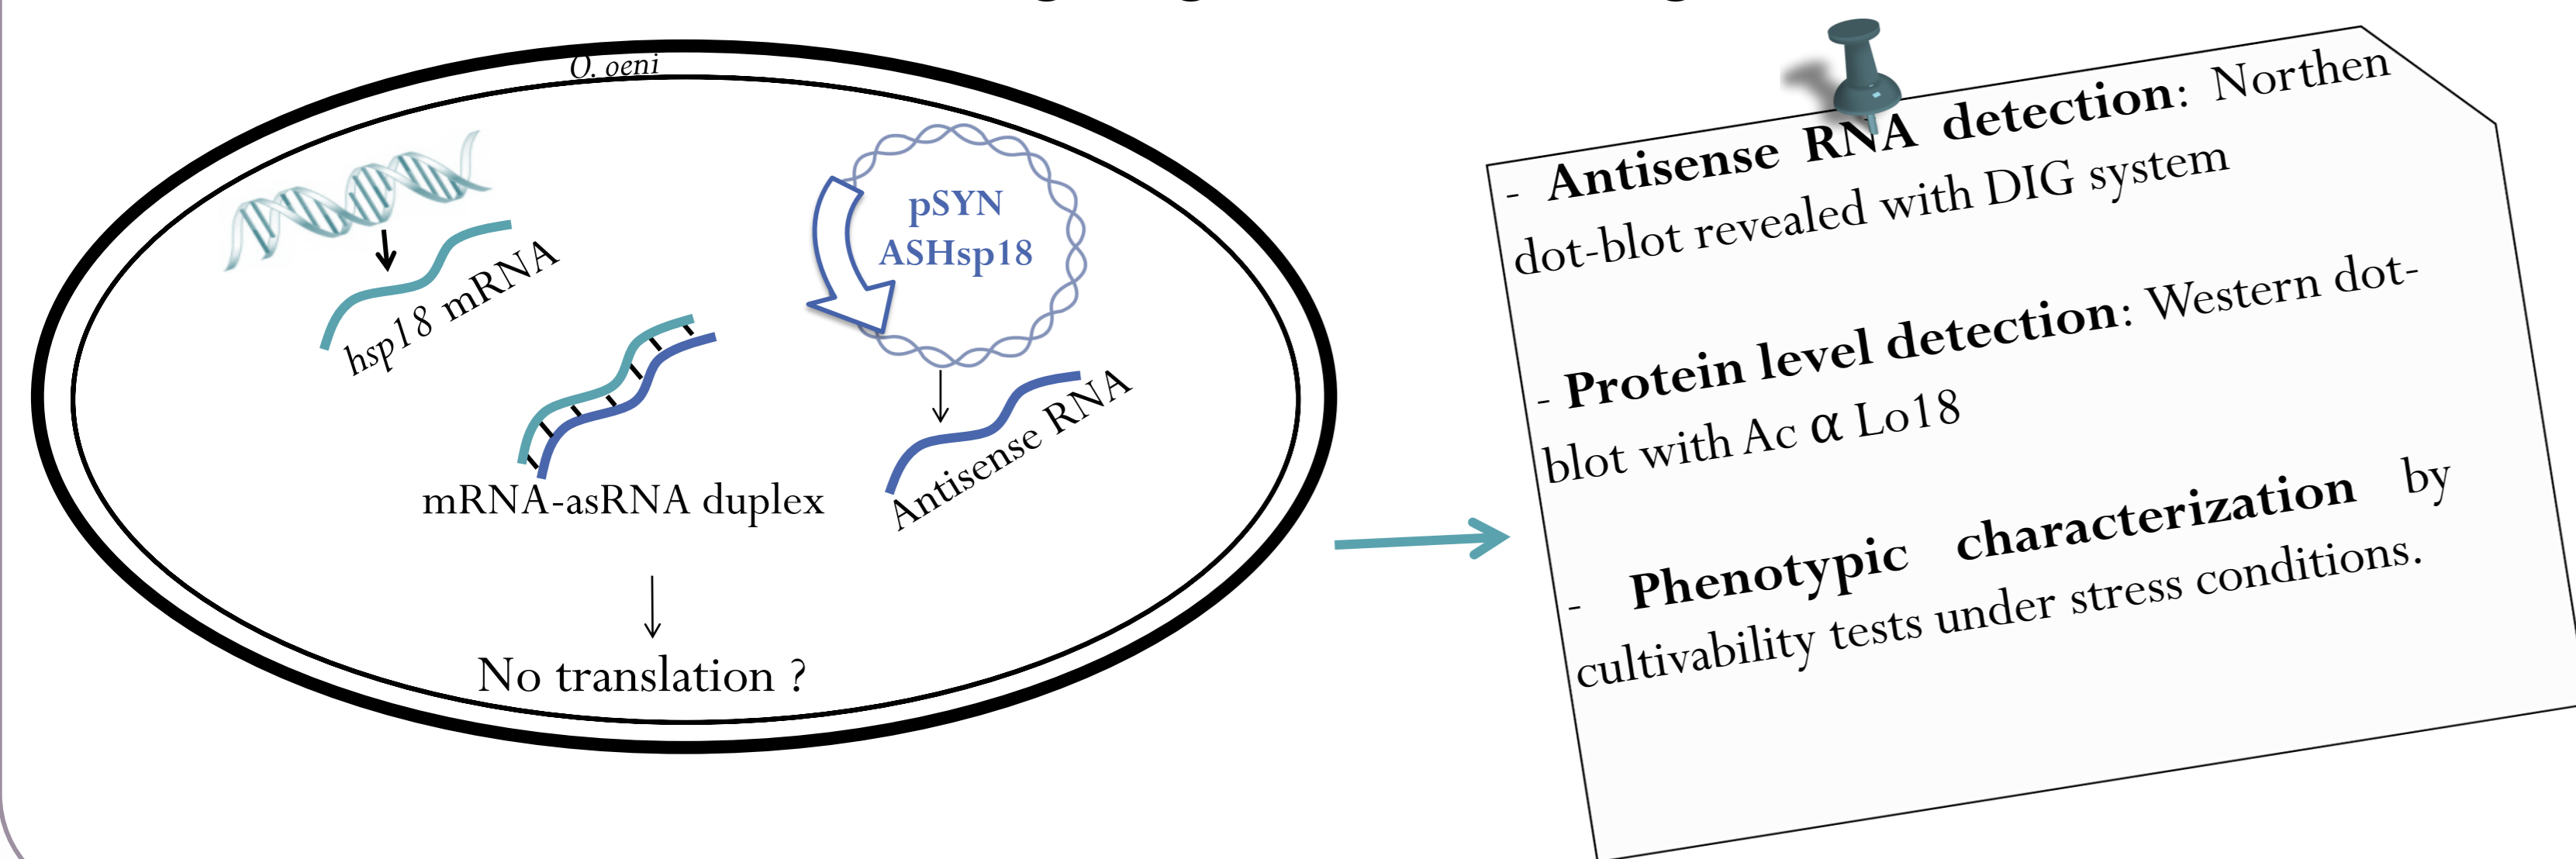 O. oeni
hsp18 mRNA
pSYN
ASHsp18
Antisense RNA
mRNA-asRNA duplex
No translation ?
- Antisense RNA detection: Northen
dot-blot revealed with DIG system
- Protein level detection: Western dot-
blot with Ac α Lo18
- Phenotypic characterization by
cultivability tests under stress conditions.